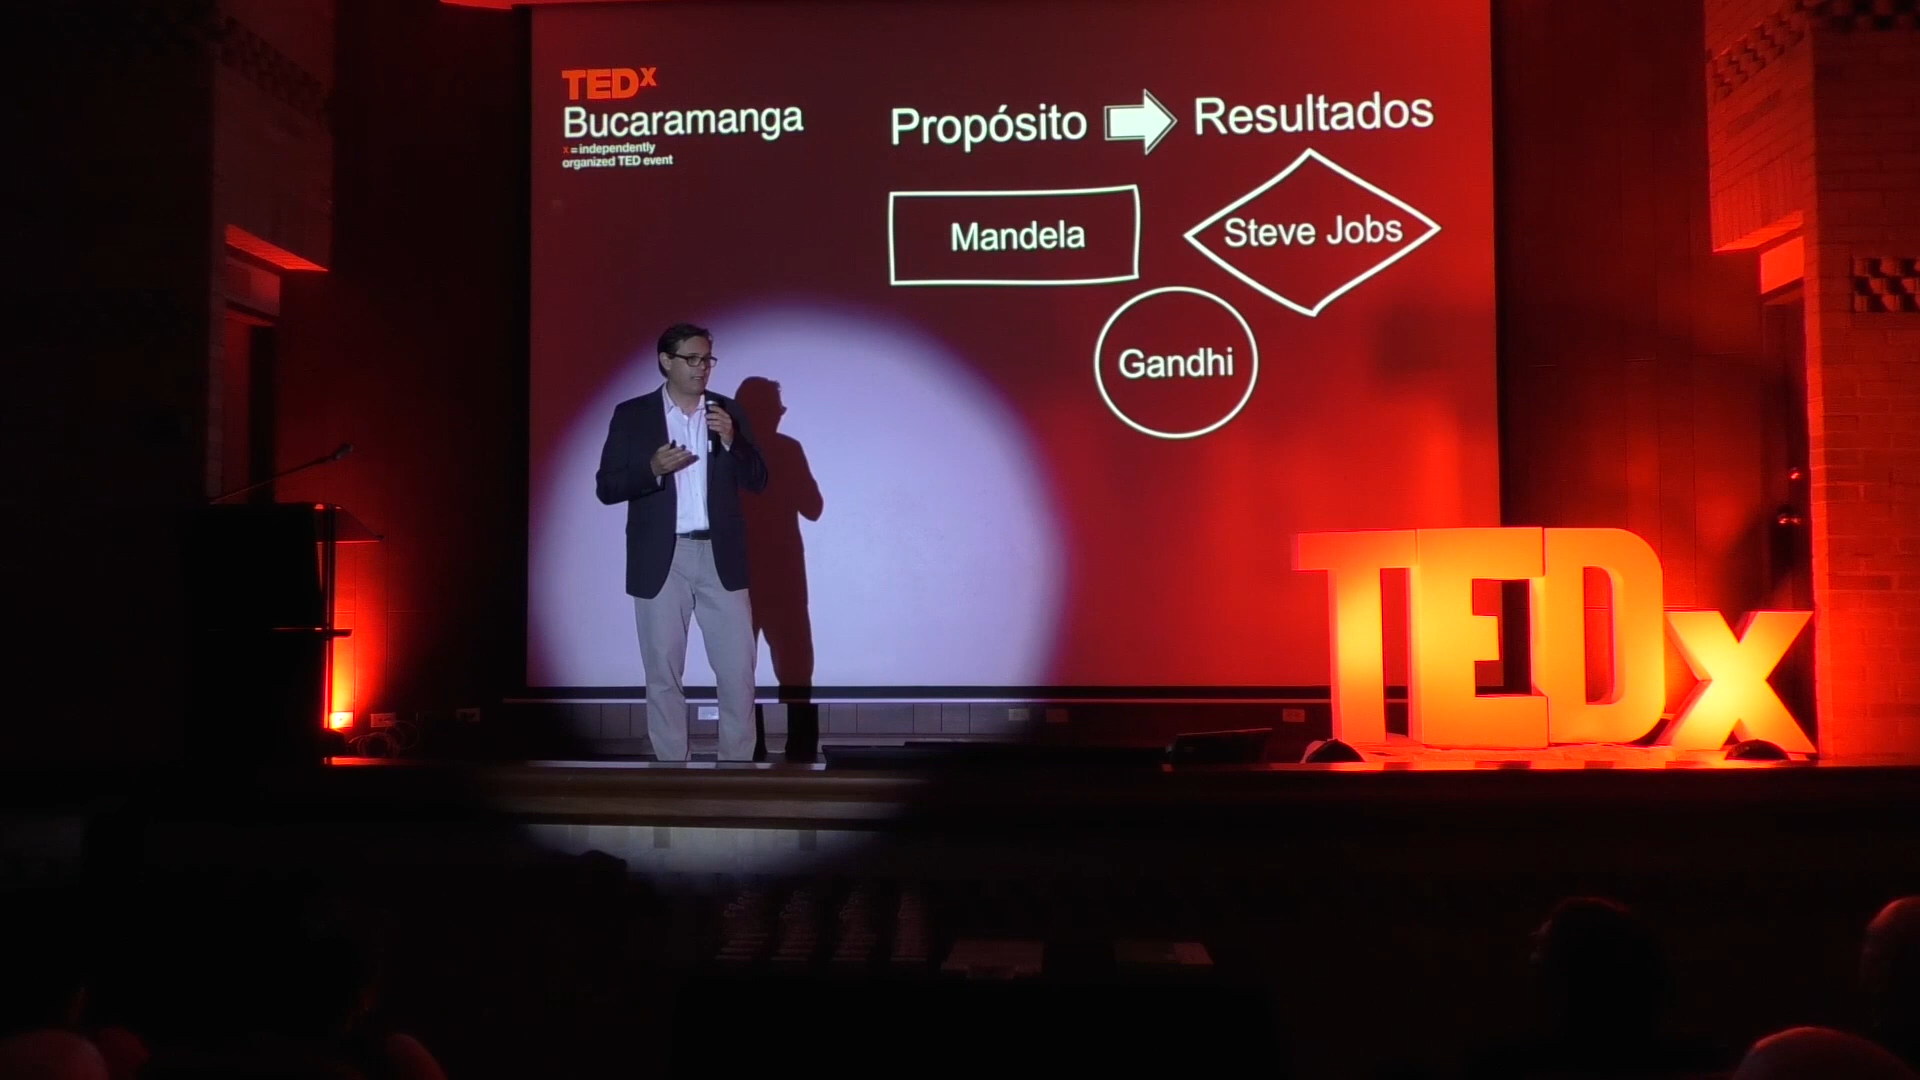 TEDx
Bucaramanga
x = independently
organized TED event
Propósito Resultados
Mandela
Steve Jobs
Gandhi
TEDx